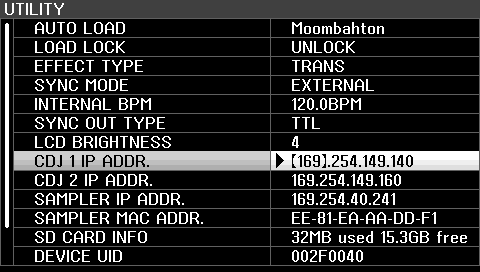 UTILITY
AUTO LOAD Moombahton
LOAD LOCK UNLOCK
EFFECT TYPE TRANS
SYNC MODE EXTERNAL
INTERNAL BPM 120.0BPM
SYNC OUT TYPE TTL
LCD BRIGHTNESS 4
CDJ 1 IP ADDR. [169].254.149.140
CDJ 2 IP ADDR. 169.254.149.160
SAMPLER IP ADDR. 169.254.40.241
SAMPLER MAC ADDR. EE-81-EA-AA-DD-F1
SD CARD INFO 32MB used 15.3GB free
DEVICE UID 002F0040